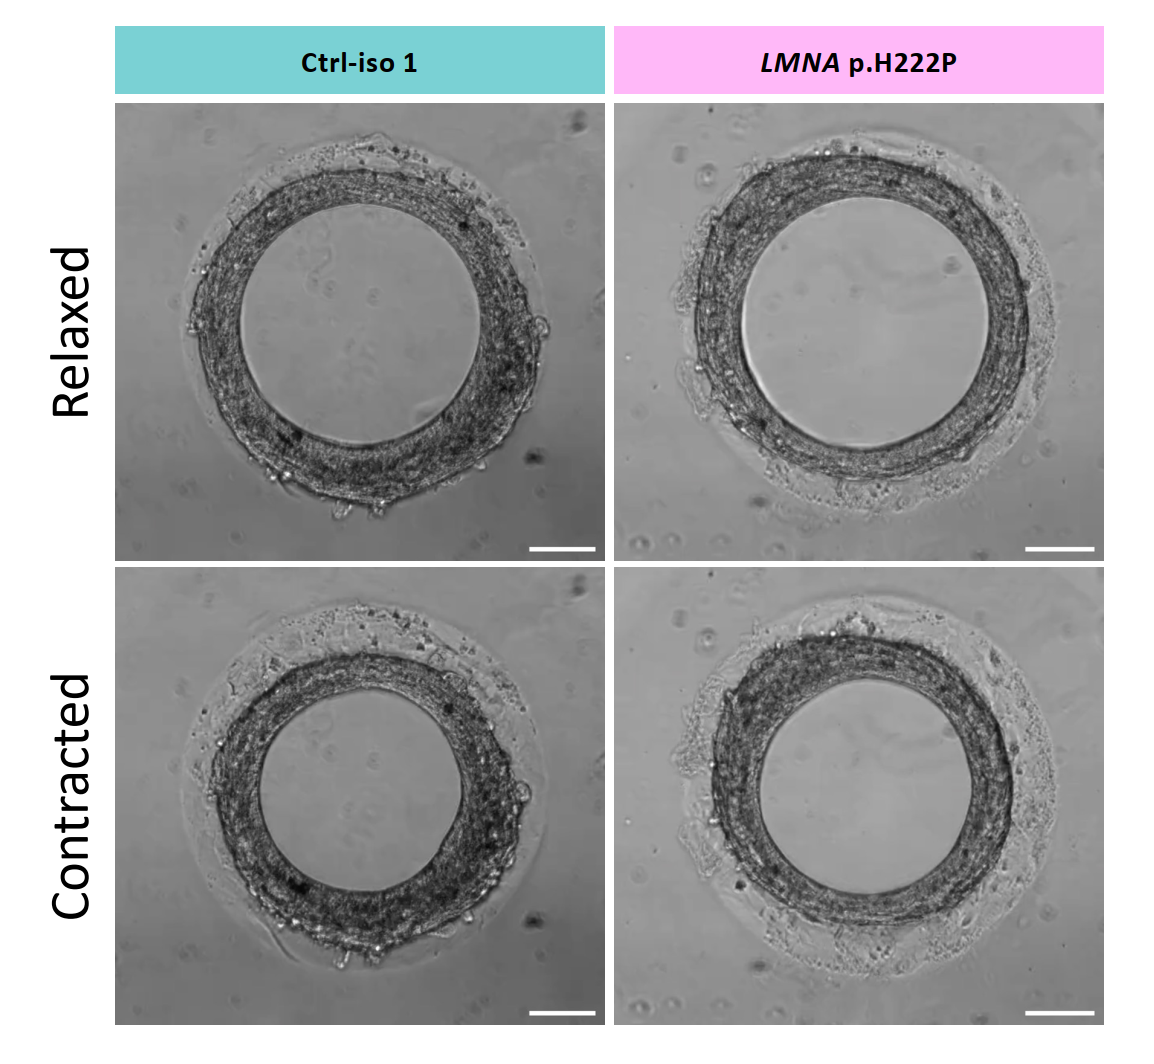 Ctrl-iso 1
LMNA p.H222P
Relaxed
Contracted